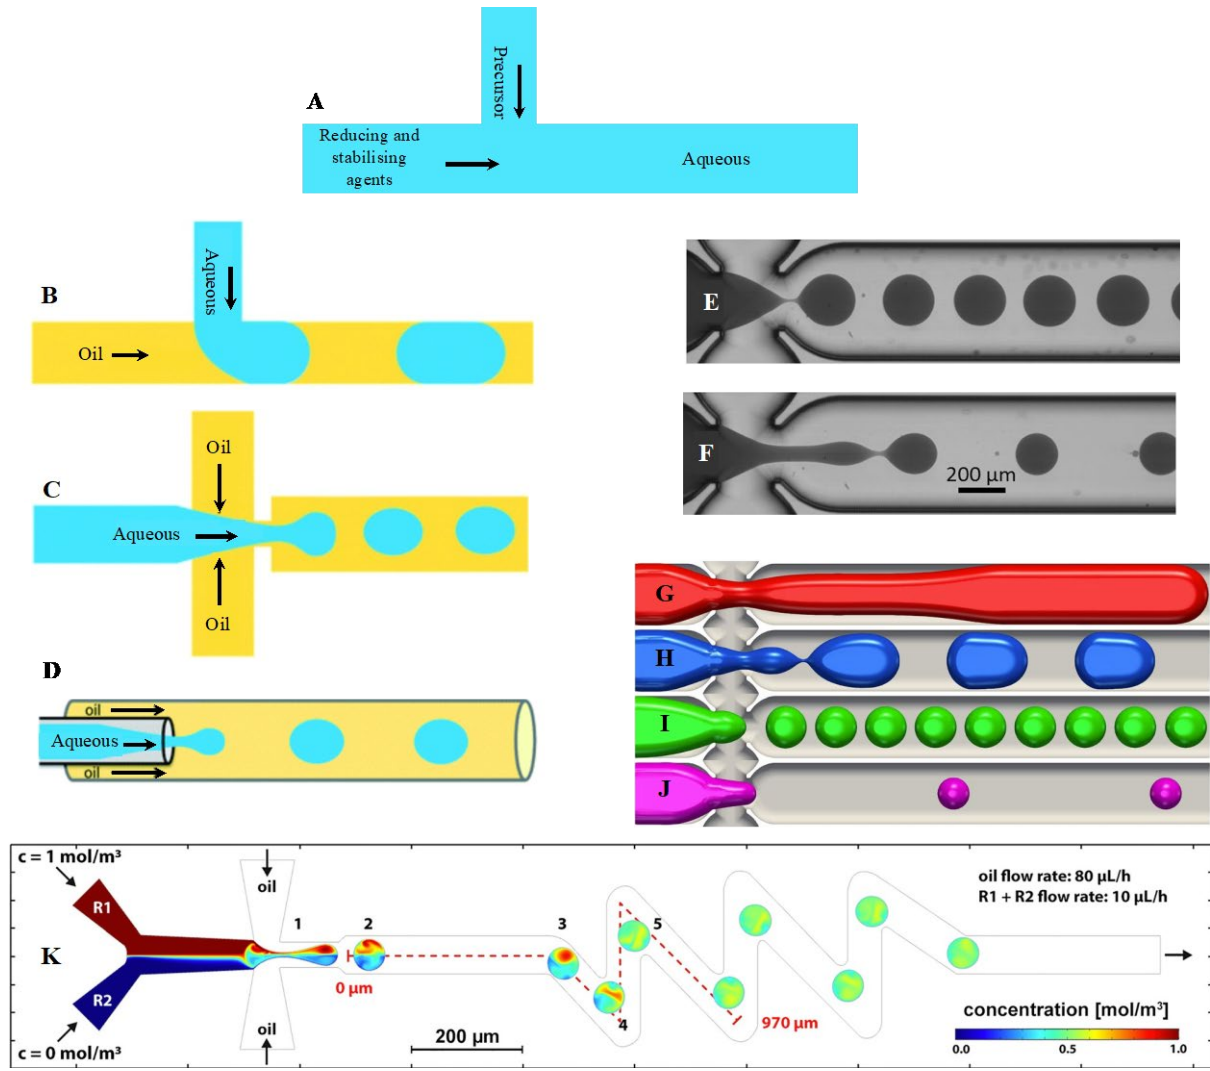 A
Precursor
Reducing and
stabilising
agents
Aqueous
B
Aqueous
Oil
C
Oil
Aqueous
Oil
D
oil
Aqueous
oil
E
F
200 µm
G
H
I
J
K
c = 1 mol/m³
R1
R2
c = 0 mol/m³
oil
oil
1
2
3
4
5
0 µm
970 µm
200 µm
oil flow rate: 80 µL/h
R1 + R2 flow rate: 10 µL/h
concentration [mol/m³]
0.0
0.5
1.0